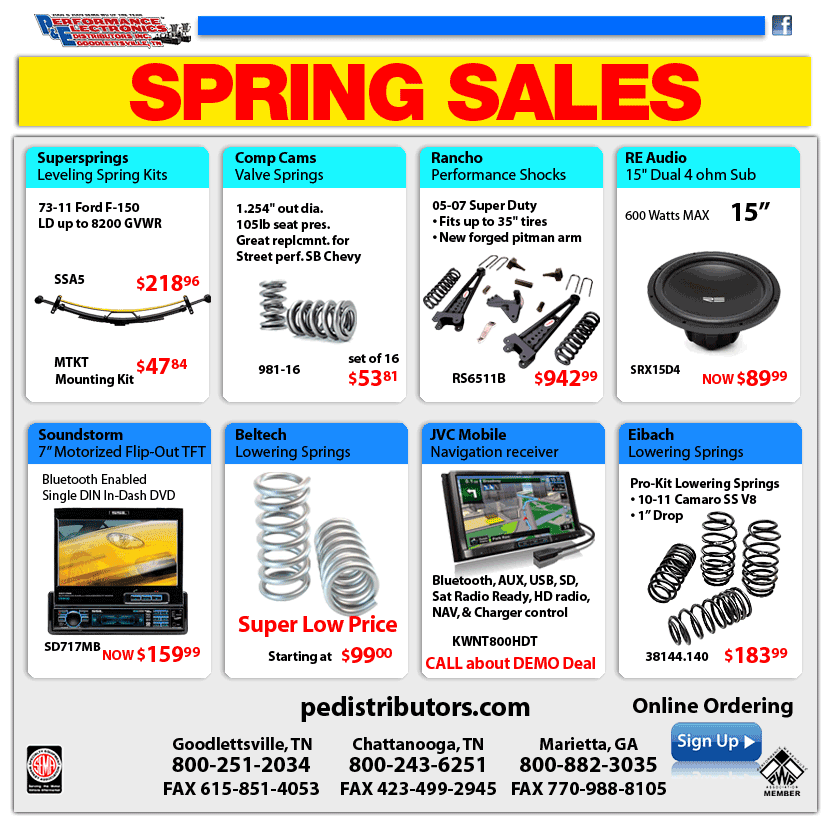 PERFORMANCE
ELECTRONICS
DISTRIBUTORS INC.
GOODLETTSVILLE, TN
f
SPRING SALES
Supersprings
Leveling Spring Kits
73-11 Ford F-150
LD up to 8200 GVWR
SSA5 $218 96
MTKT
Mounting Kit $47 84
Comp Cams
Valve Springs
1.254" out dia.
105lb seat pres.
Great replcmnt. for
Street perf. SB Chevy
981-16
set of 16
$53 81
Rancho
Performance Shocks
05-07 Super Duty
• Fits up to 35" tires
• New forged pitman arm
RS6511B $942 99
RE Audio
15" Dual 4 ohm Sub
600 Watts MAX 15”
SRX15D4 NOW $89 99
Soundstorm
7” Motorized Flip-Out TFT
Bluetooth Enabled
Single DIN In-Dash DVD
SD717MB NOW $159 99
Beltech
Lowering Springs
Super Low Price
Starting at $99 00
JVC Mobile
Navigation receiver
Bluetooth, AUX, USB, SD,
Sat Radio Ready, HD radio,
NAV, & Charger control
KWNT800HDT
CALL about DEMO Deal
Eibach
Lowering Springs
Pro-Kit Lowering Springs
• 10-11 Camaro SS V8
• 1” Drop
38144.140 $183 99
pedistributors.com
Online Ordering
Sign Up
Goodlettsville, TN
800-251-2034
FAX 615-851-4053
Chattanooga, TN
800-243-6251
FAX 423-499-2945
Marietta, GA
800-882-3035
FAX 770-988-8105
SEMA
ASSOCIATION
MEMBER